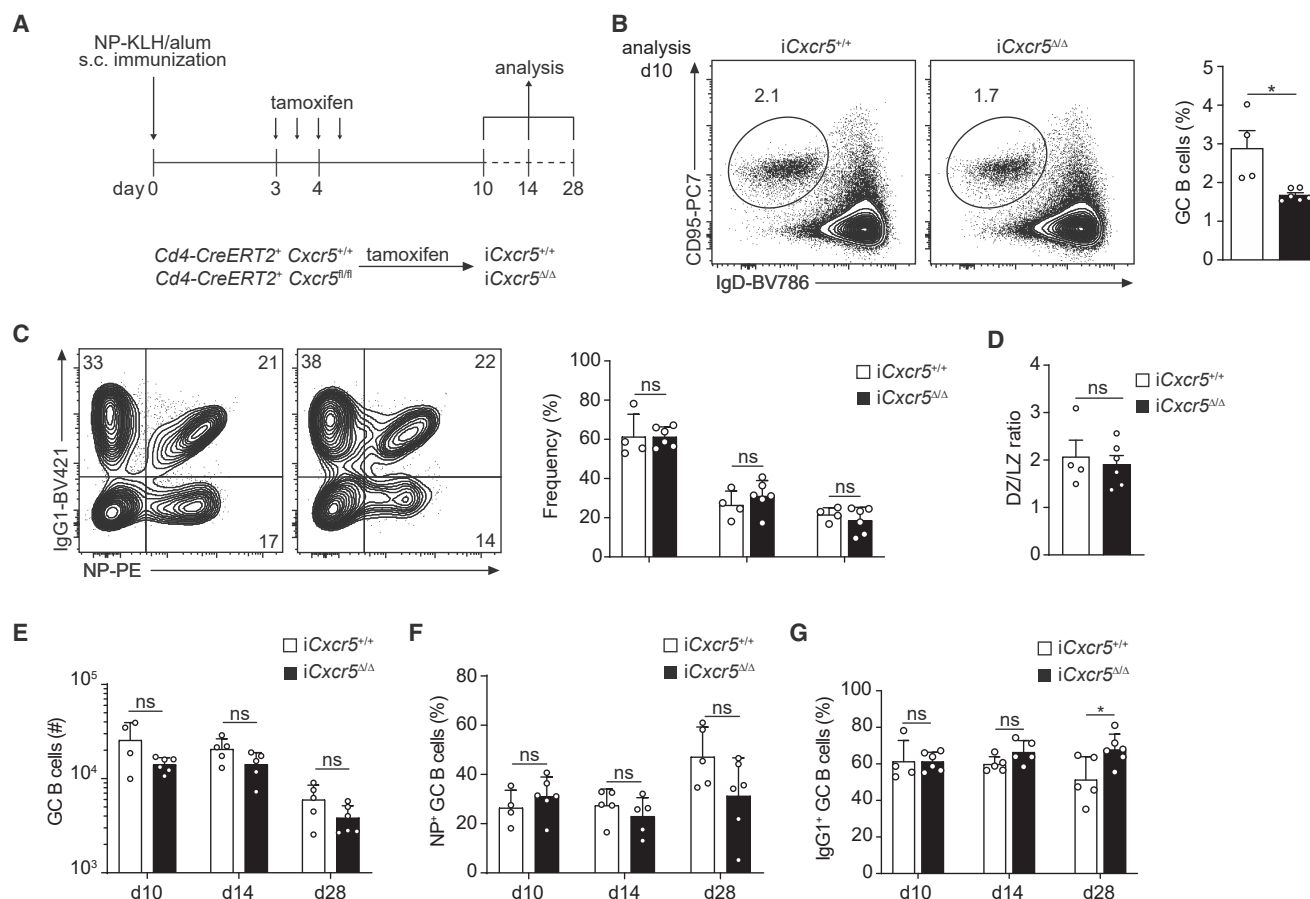 A
NP-KLH/alum
s.c. immunization
tamoxifen
analysis
day 0 3 4 10 14 28
Cd4-CreERT2⁺ Cxcr5⁺/⁺
Cd4-CreERT2⁺ Cxcr5ᶠˡ/ᶠˡ
tamoxifen
iCxcr5⁺/⁺
iCxcr5Δ/Δ
B
analysis
d10
iCxcr5⁺/⁺
iCxcr5Δ/Δ
2.1
1.7
CD95-PC7
IgD-BV786
GC B cells (%)
5
4
3
2
1
0
*
C
33 21
17
38 22
14
IgG1-BV421
NP-PE
Frequency (%)
100
80
60
40
20
0
ns
ns
ns
iCxcr5⁺/⁺
iCxcr5Δ/Δ
D
DZ/LZ ratio
4
3
2
1
0
ns
iCxcr5⁺/⁺
iCxcr5Δ/Δ
E
iCxcr5⁺/⁺
iCxcr5Δ/Δ
GC B cells (#)
10⁵
10⁴
10³
ns
ns
ns
d10 d14 d28
F
iCxcr5⁺/⁺
iCxcr5Δ/Δ
NP⁺ GC B cells (%)
80
60
40
20
0
ns
ns
ns
d10 d14 d28
G
iCxcr5⁺/⁺
iCxcr5Δ/Δ
IgG1⁺ GC B cells (%)
100
80
60
40
20
0
ns
ns
*
d10 d14 d28